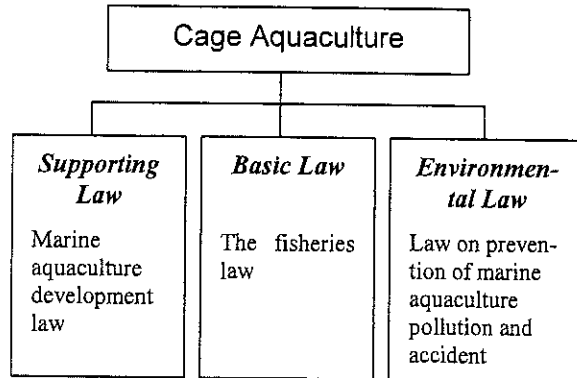 Cage Aquaculture
Supporting
Law
Marine
aquaculture
development
law
Basic Law
The fisheries
law
Environmen-
tal Law
Law on preven-
tion of marine
aquaculture
pollution and
accident